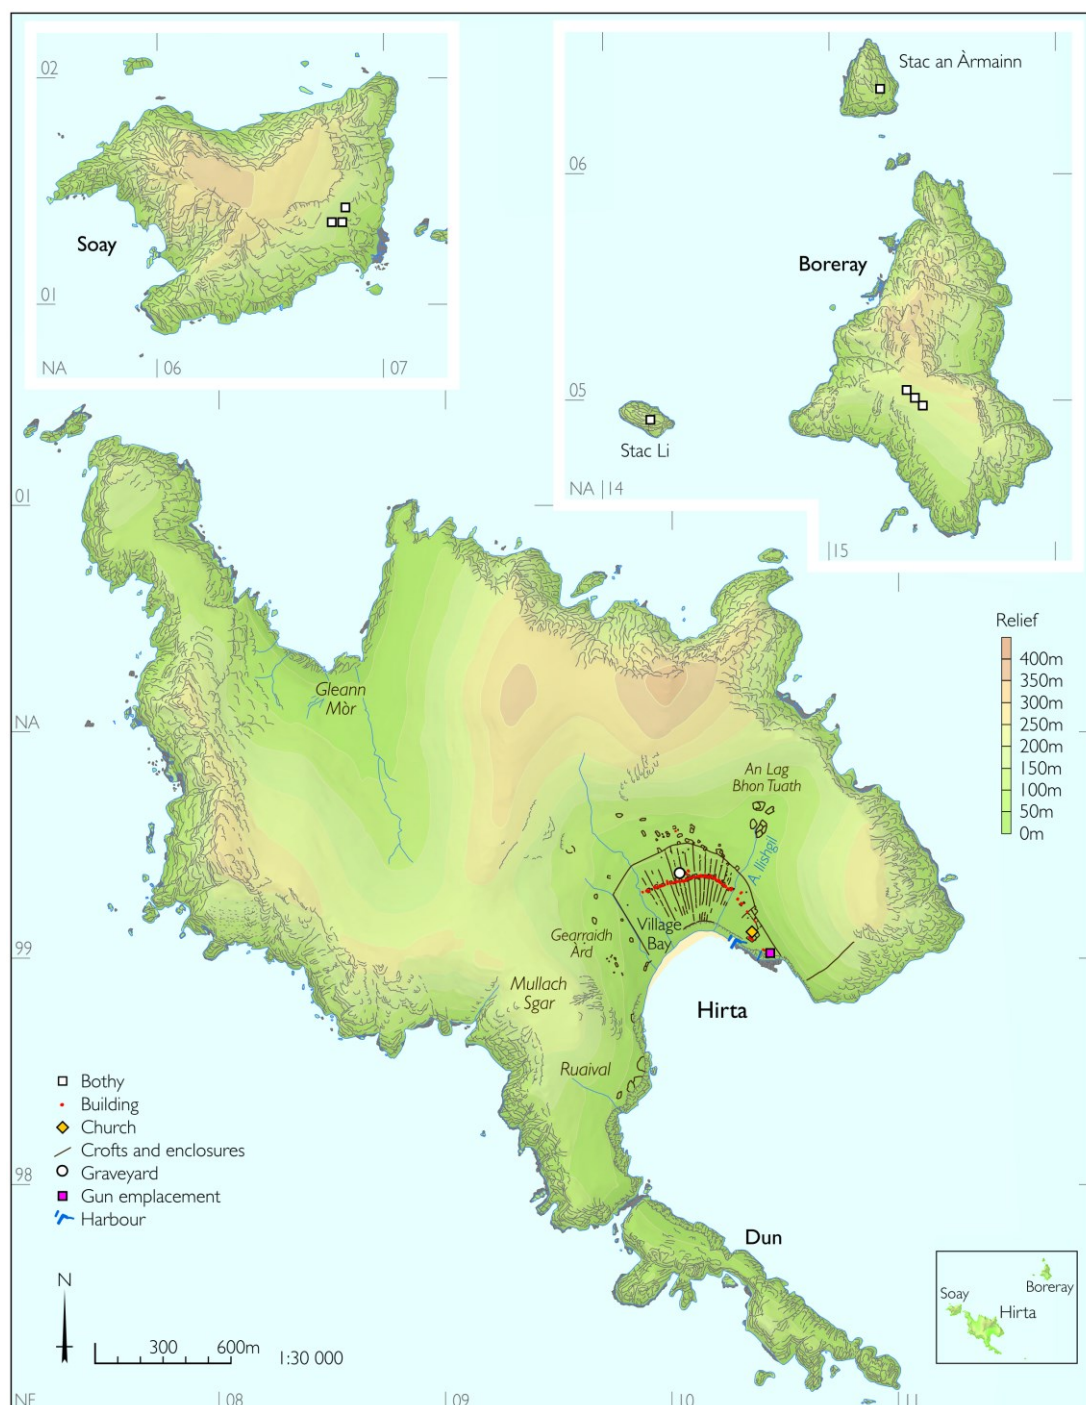 02
Soay
01
NA
06
07
Stac an Àrmainn
06
Boreray
05
Stac Li
NA
14
15
01
Relief
400m
350m
300m
250m
200m
150m
100m
50m
0m
Gleann
Mòr
NA
An Lag
Bhon Tuath
A. Ilishgil
Village
Bay
Gearraidh
Àrd
99
Mullach
Sgar
Hirta
Ruaival
Bothy
Building
Church
Crofts and enclosures
Graveyard
Gun emplacement
Harbour
98
Dun
N
300
600m
1:30 000
Soay
Boreray
Hirta
NF
08
09
10
11